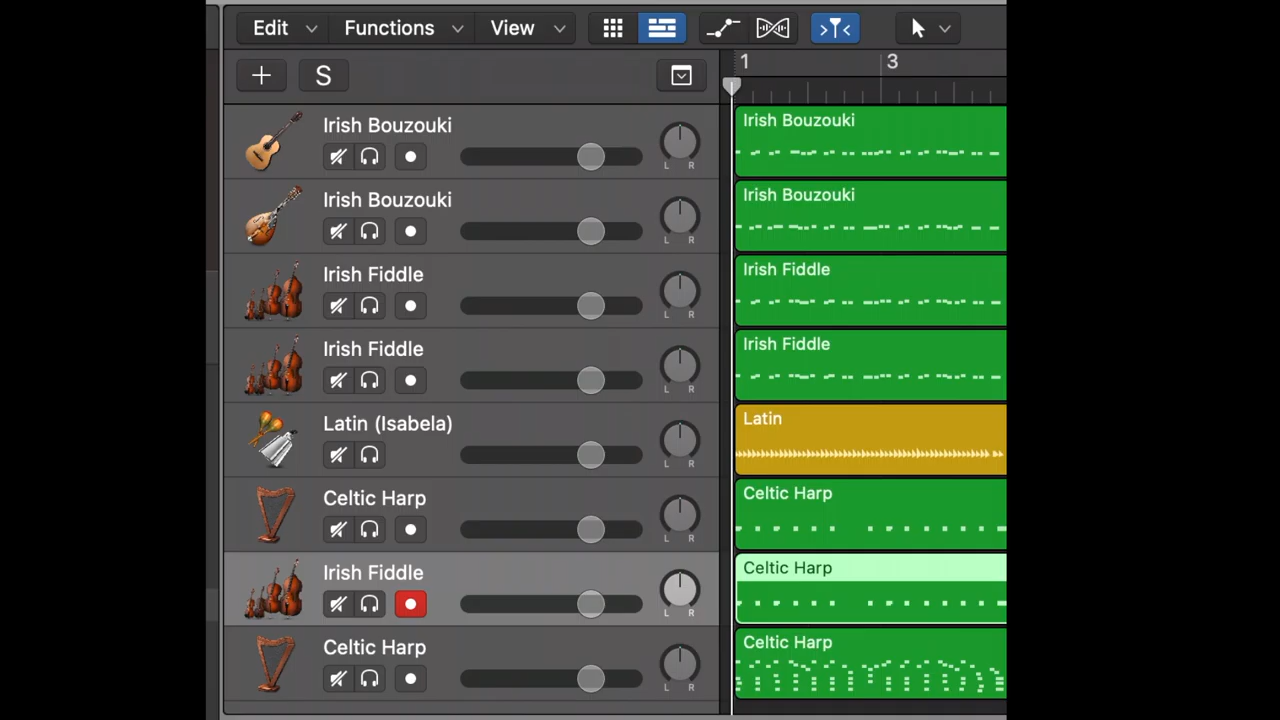 Edit Functions View
S
1 3
Irish Bouzouki
L R
Irish Bouzouki
Irish Bouzouki
L R
Irish Bouzouki
Irish Fiddle
L R
Irish Fiddle
Irish Fiddle
L R
Irish Fiddle
Latin (Isabela)
L R
Latin
Celtic Harp
L R
Celtic Harp
Irish Fiddle
L R
Celtic Harp
Celtic Harp
L R
Celtic Harp